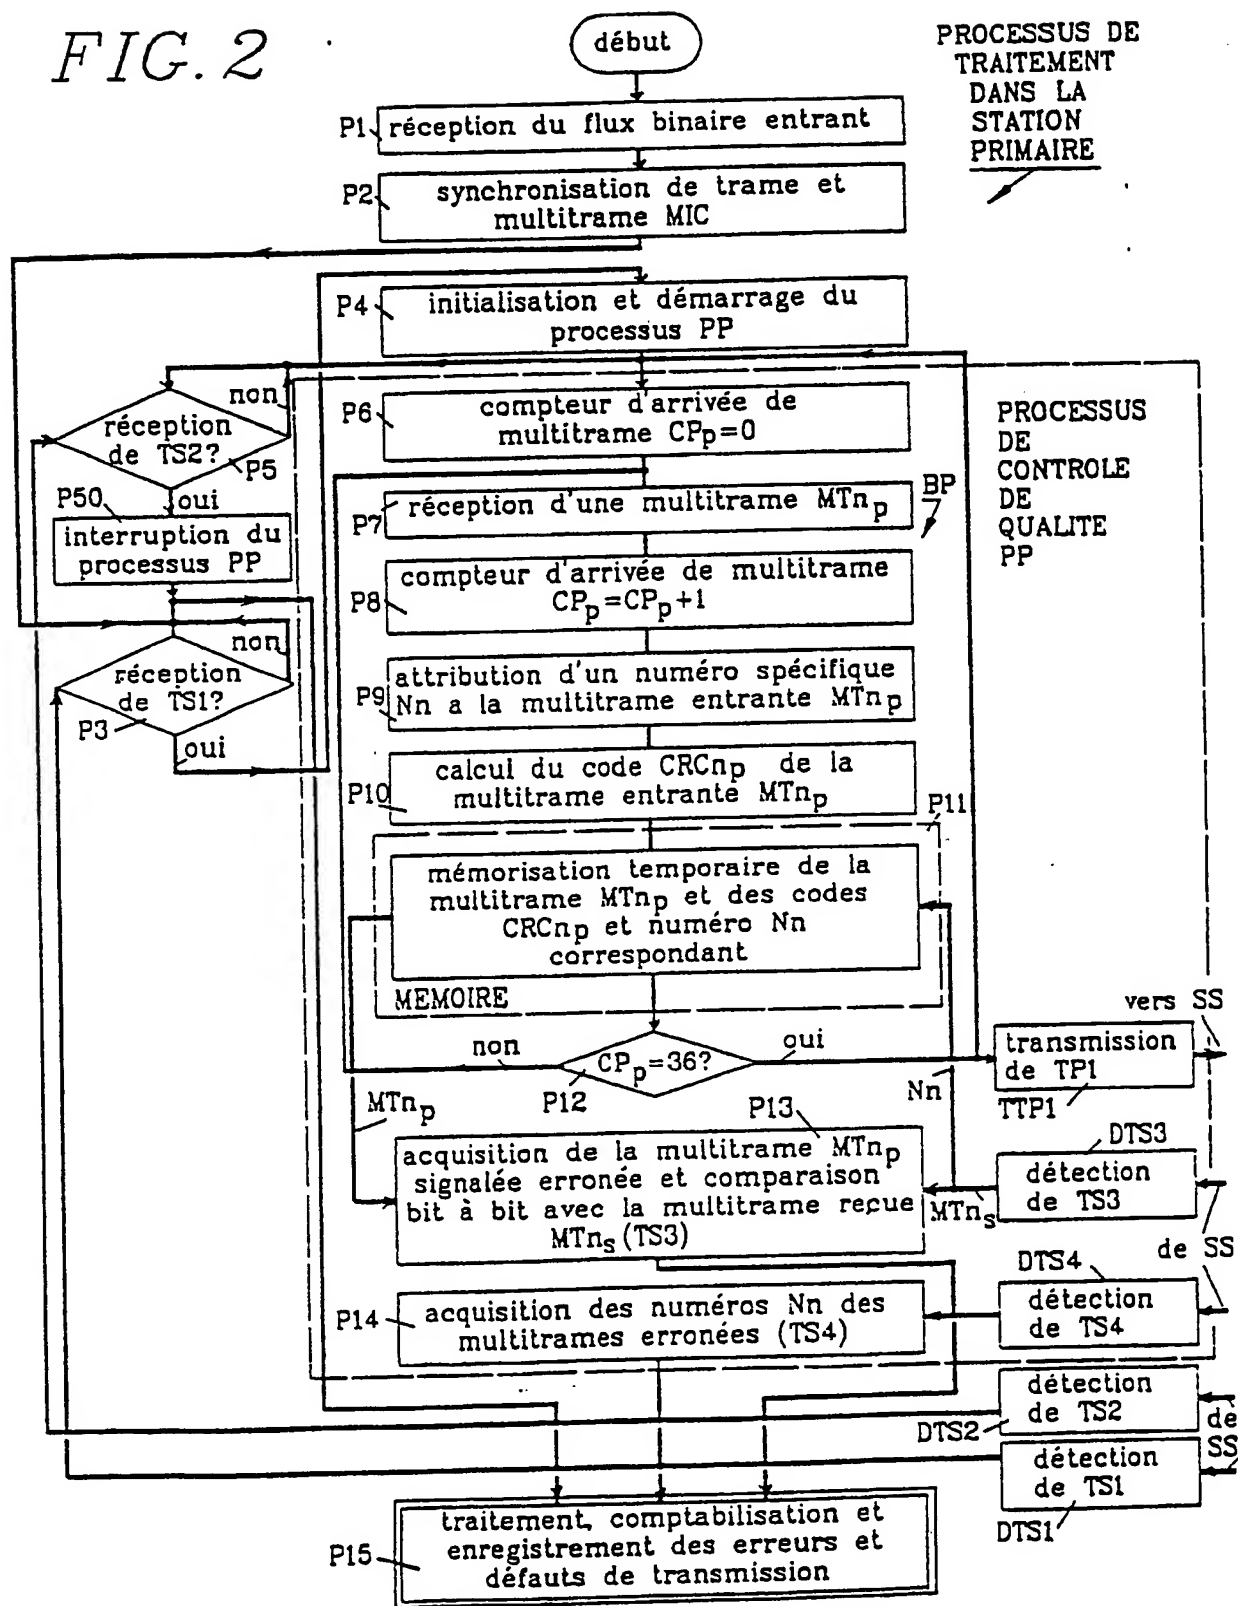 FIG. 2
début
PROCESSUS DE
TRAITEMENT
DANS LA
STATION
PRIMAIRE
P1
réception du flux binaire entrant
P2
synchronisation de trame et
multitrame MIC
P4
initialisation et démarrage du
processus PP
non
réception
de TS2?
P5
oui
P50
interruption du
processus PP
non
réception
de TS1?
P3
oui
P6
compteur d'arrivée de
multitrame CPp=0
PROCESSUS
DE
CONTROLE
DE
QUALITE
PP
BP
P7
réception d'une multitrame MTnp
P8
compteur d'arrivée de multitrame
CPp=CPp+1
P9
attribution d'un numéro spécifique
Nn a la multitrame entrante MTnp
P10
calcul du code CRCnp de la
multitrame entrante MTnp
P11
mémorisation temporaire de la
multitrame MTnp et des codes
CRCnp et numéro Nn
correspondant
MEMOIRE
non
CPp=36?
oui
P12
vers SS
transmission
de TP1
TTP1
Nn
MTnp
P13
acquisition de la multitrame MTnp
signalée erronée et comparaison
bit à bit avec la multitrame reçue
MTns (TS3)
DTS3
détection
de TS3
MTns
de SS
DTS4
P14
acquisition des numéros Nn des
multitrames erronées (TS4)
détection
de TS4
détection
de TS2
DTS2
de
SS
détection
de TS1
DTS1
P15
traitement, comptabilisation et
enregistrement des erreurs et
défauts de transmission